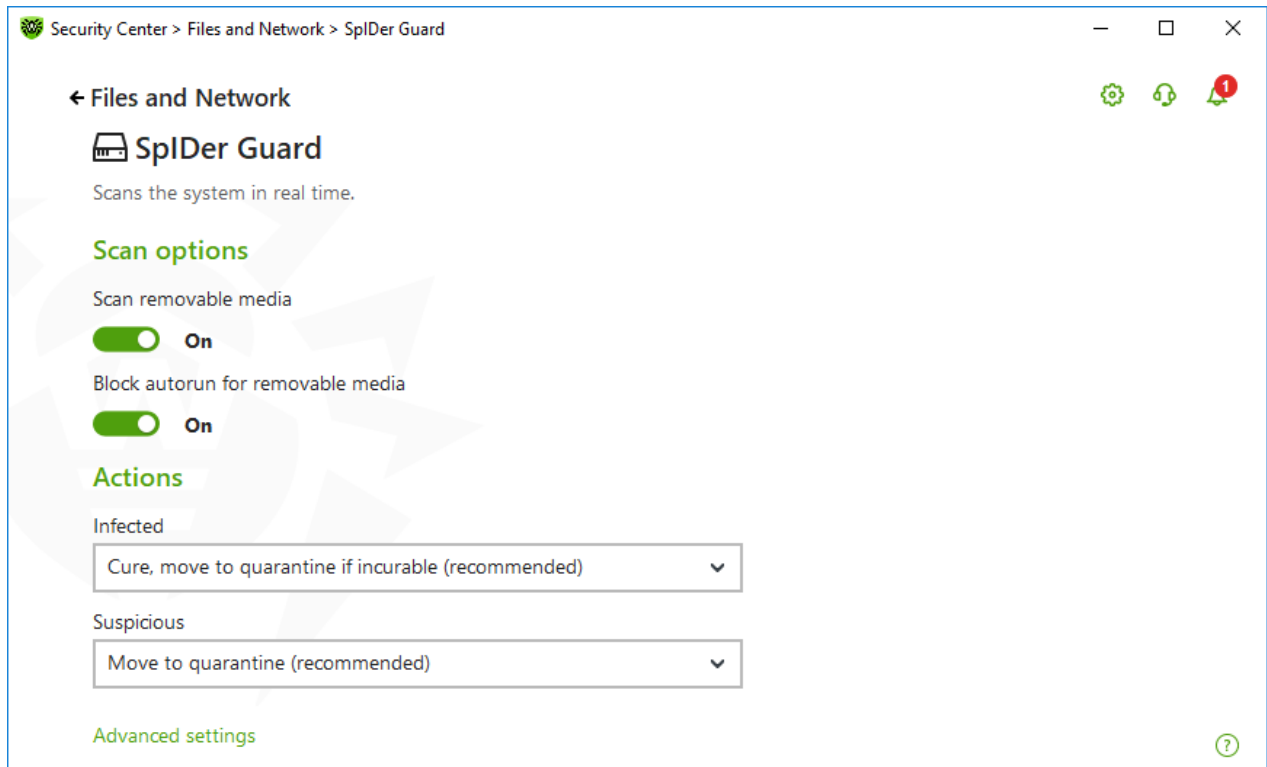 Security Center > Files and Network > SpIDer Guard
Files and Network
1
SpIDer Guard
Scans the system in real time.
Scan options
Scan removable media
On
Block autorun for removable media
On
Actions
Infected
Cure, move to quarantine if incurable (recommended)
Suspicious
Move to quarantine (recommended)
Advanced settings
?